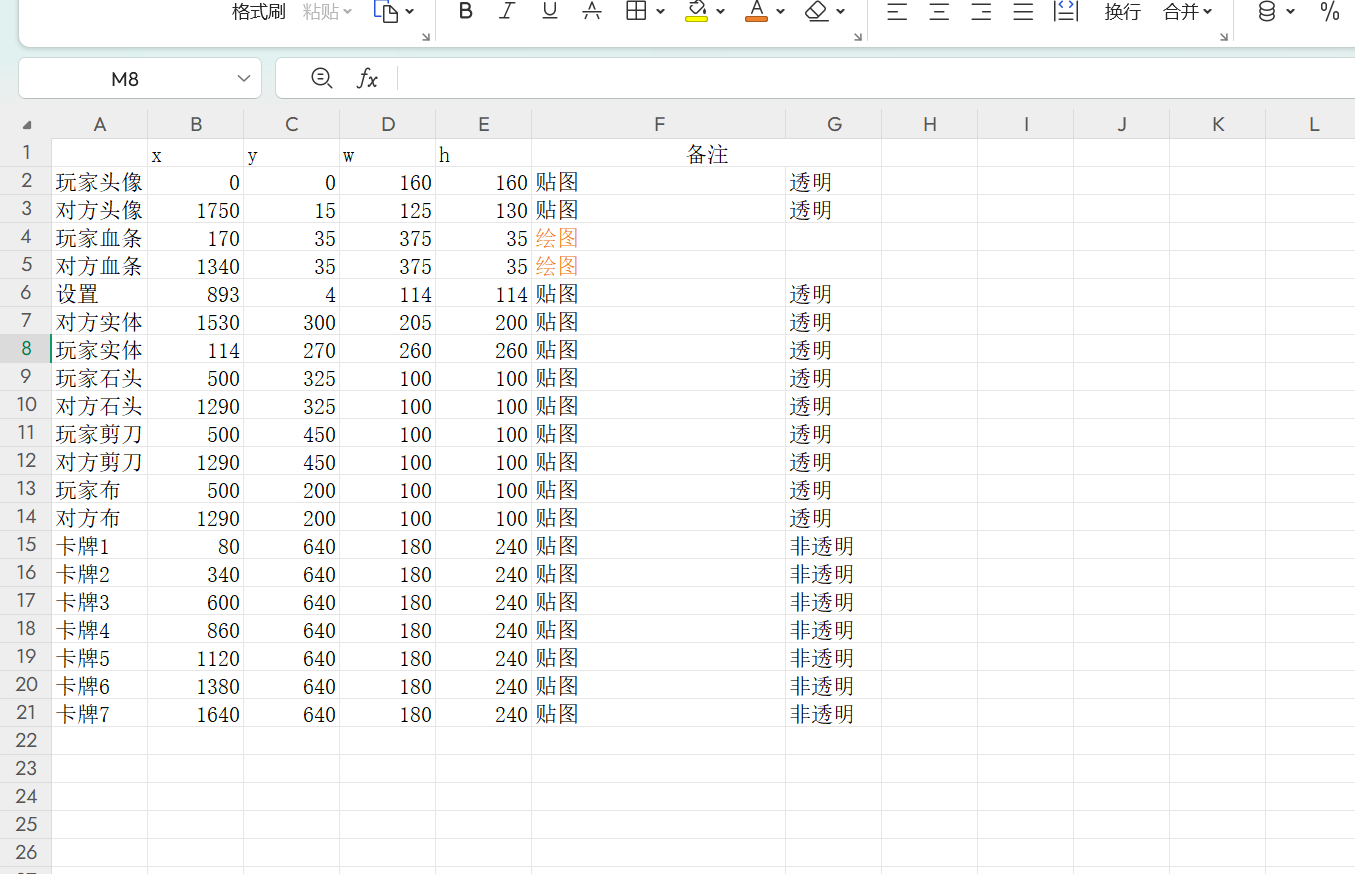 格式刷 粘贴 B I U A A 换行 合并 %
M8 fx
A B C D E F G H I J K L
1 x y w h 备注
2 玩家头像 0 0 160 160 贴图 透明
3 对方头像 1750 15 125 130 贴图 透明
4 玩家血条 170 35 375 35 绘图
5 对方血条 1340 35 375 35 绘图
6 设置 893 4 114 114 贴图 透明
7 对方实体 1530 300 205 200 贴图 透明
8 玩家实体 114 270 260 260 贴图 透明
9 玩家石头 500 325 100 100 贴图 透明
10 对方石头 1290 325 100 100 贴图 透明
11 玩家剪刀 500 450 100 100 贴图 透明
12 对方剪刀 1290 450 100 100 贴图 透明
13 玩家布 500 200 100 100 贴图 透明
14 对方布 1290 200 100 100 贴图 透明
15 卡牌1 80 640 180 240 贴图 非透明
16 卡牌2 340 640 180 240 贴图 非透明
17 卡牌3 600 640 180 240 贴图 非透明
18 卡牌4 860 640 180 240 贴图 非透明
19 卡牌5 1120 640 180 240 贴图 非透明
20 卡牌6 1380 640 180 240 贴图 非透明
21 卡牌7 1640 640 180 240 贴图 非透明
22
23
24
25
26